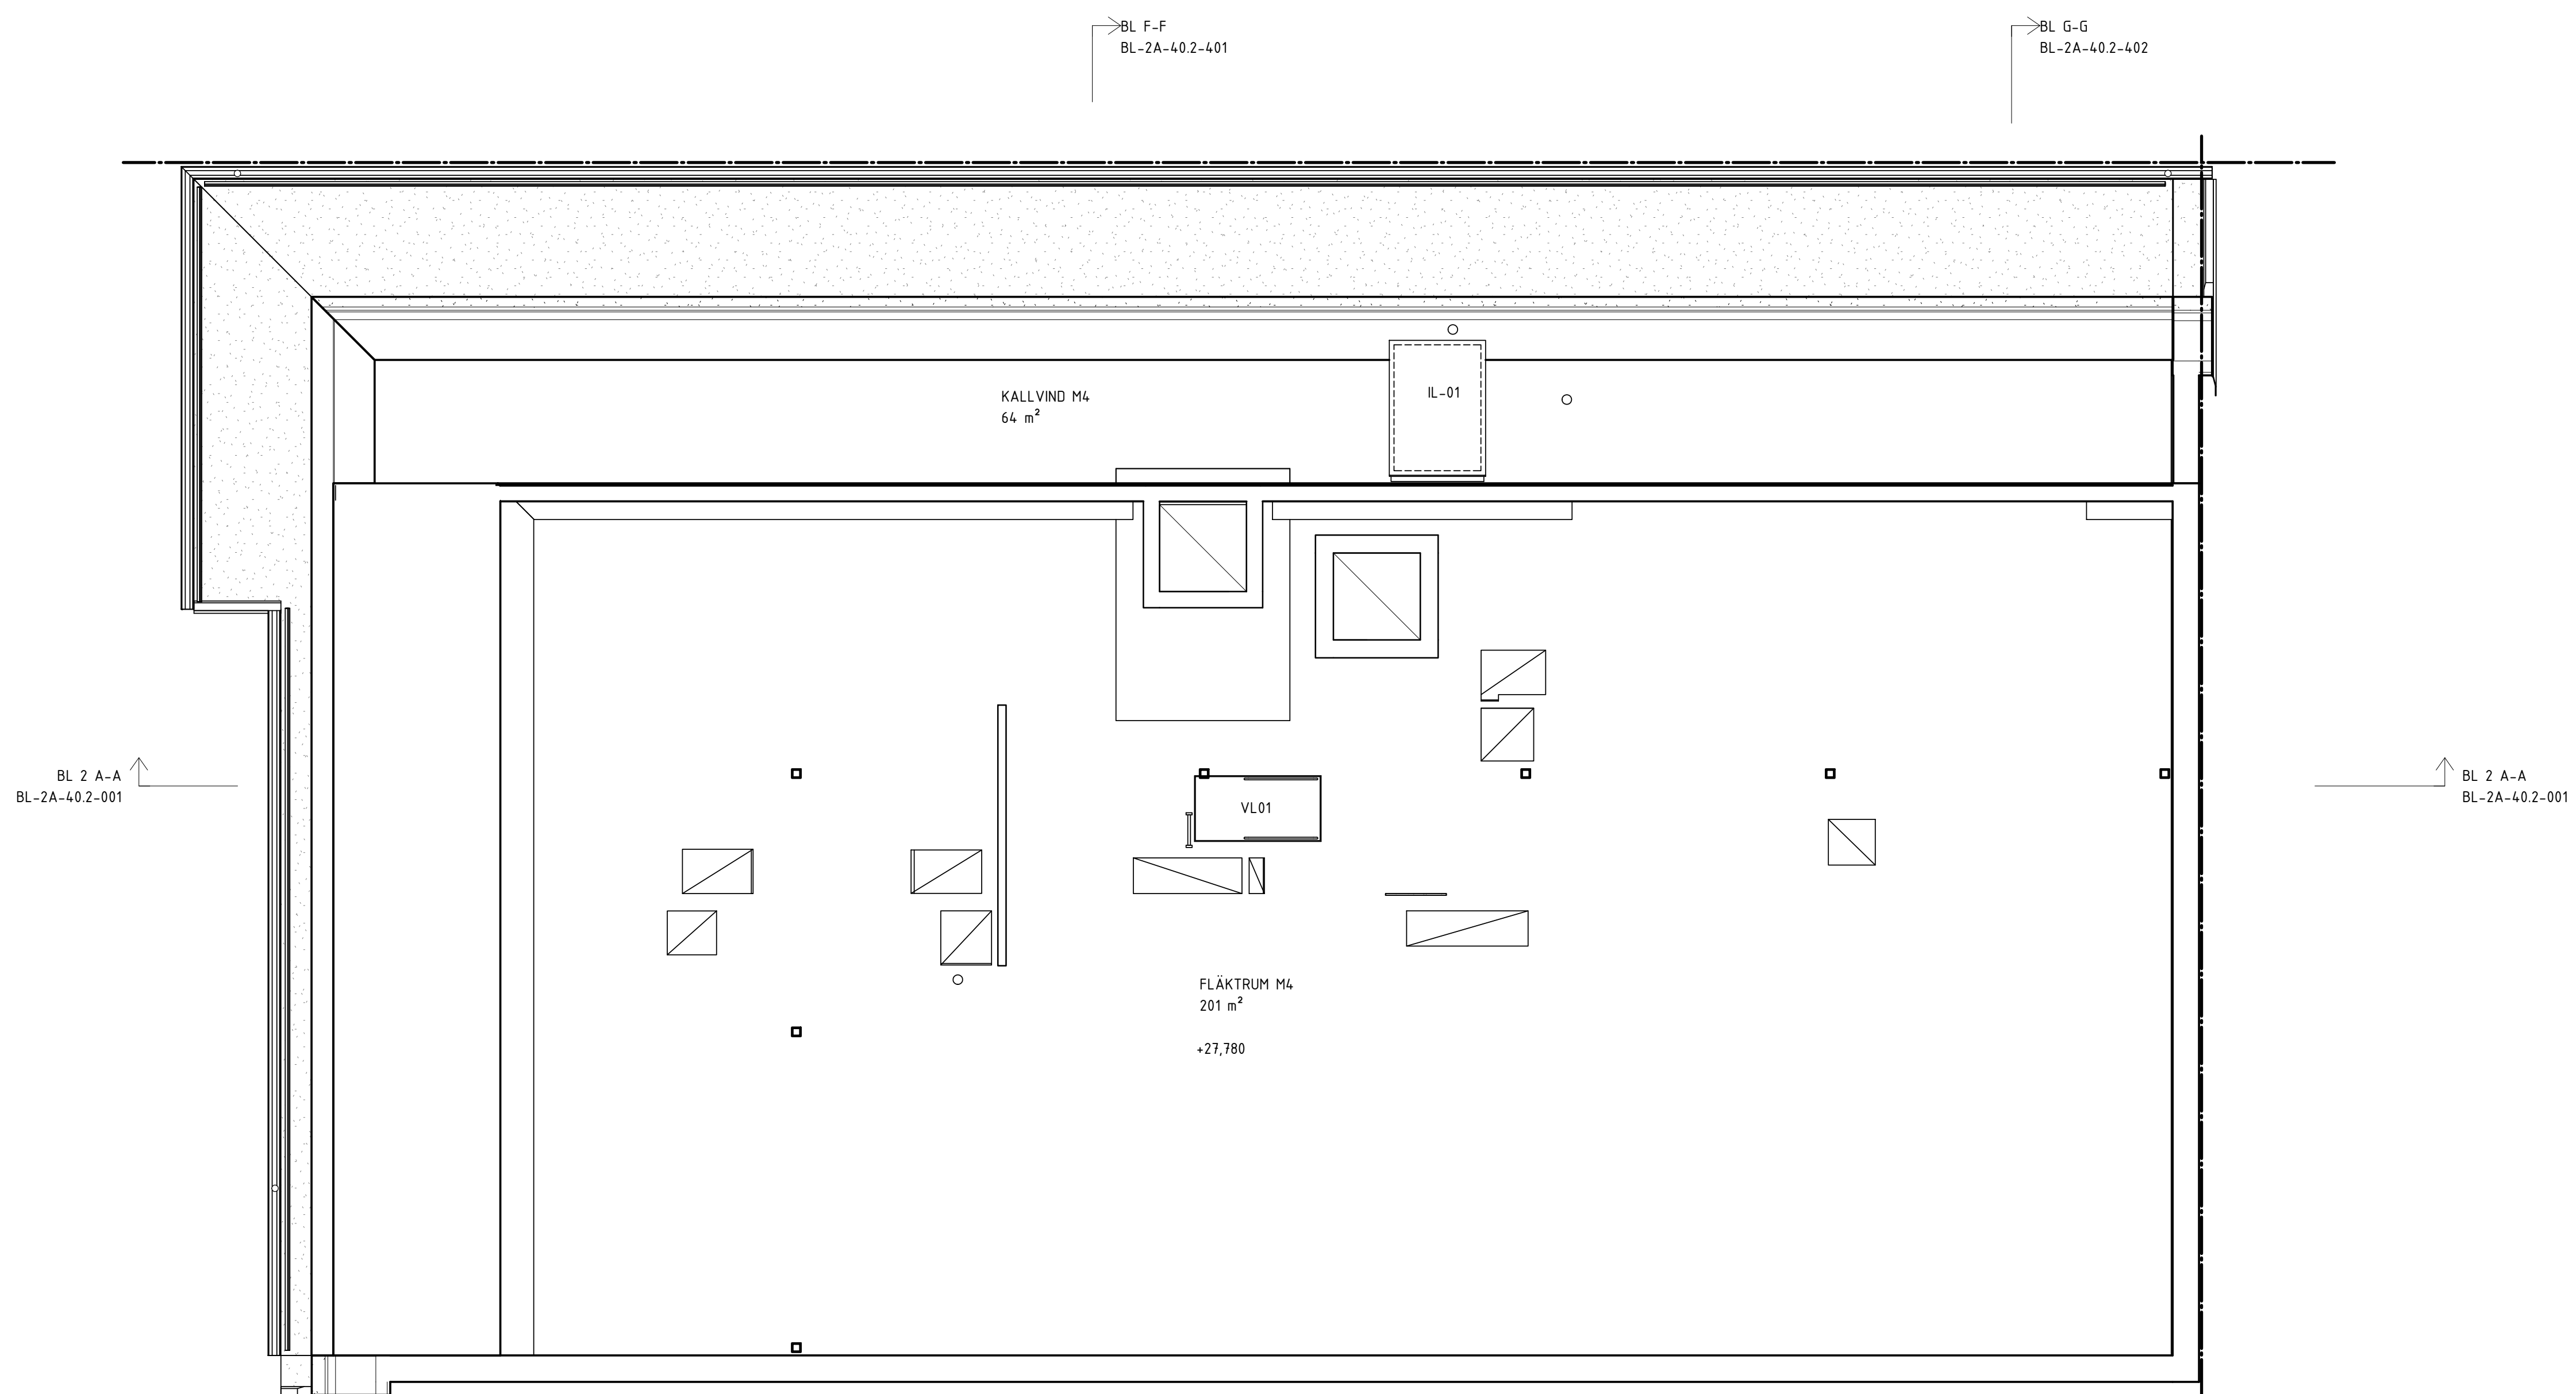 BL F-F
BL-2A-40.2-401
BL G-G
BL-2A-40.2-402
KALLVIND M4
64 m²
IL-01
BL 2 A-A
BL-2A-40.2-001
VL01
BL 2 A-A
BL-2A-40.2-001
FLÄKTRUM M4
201 m²
+27,780